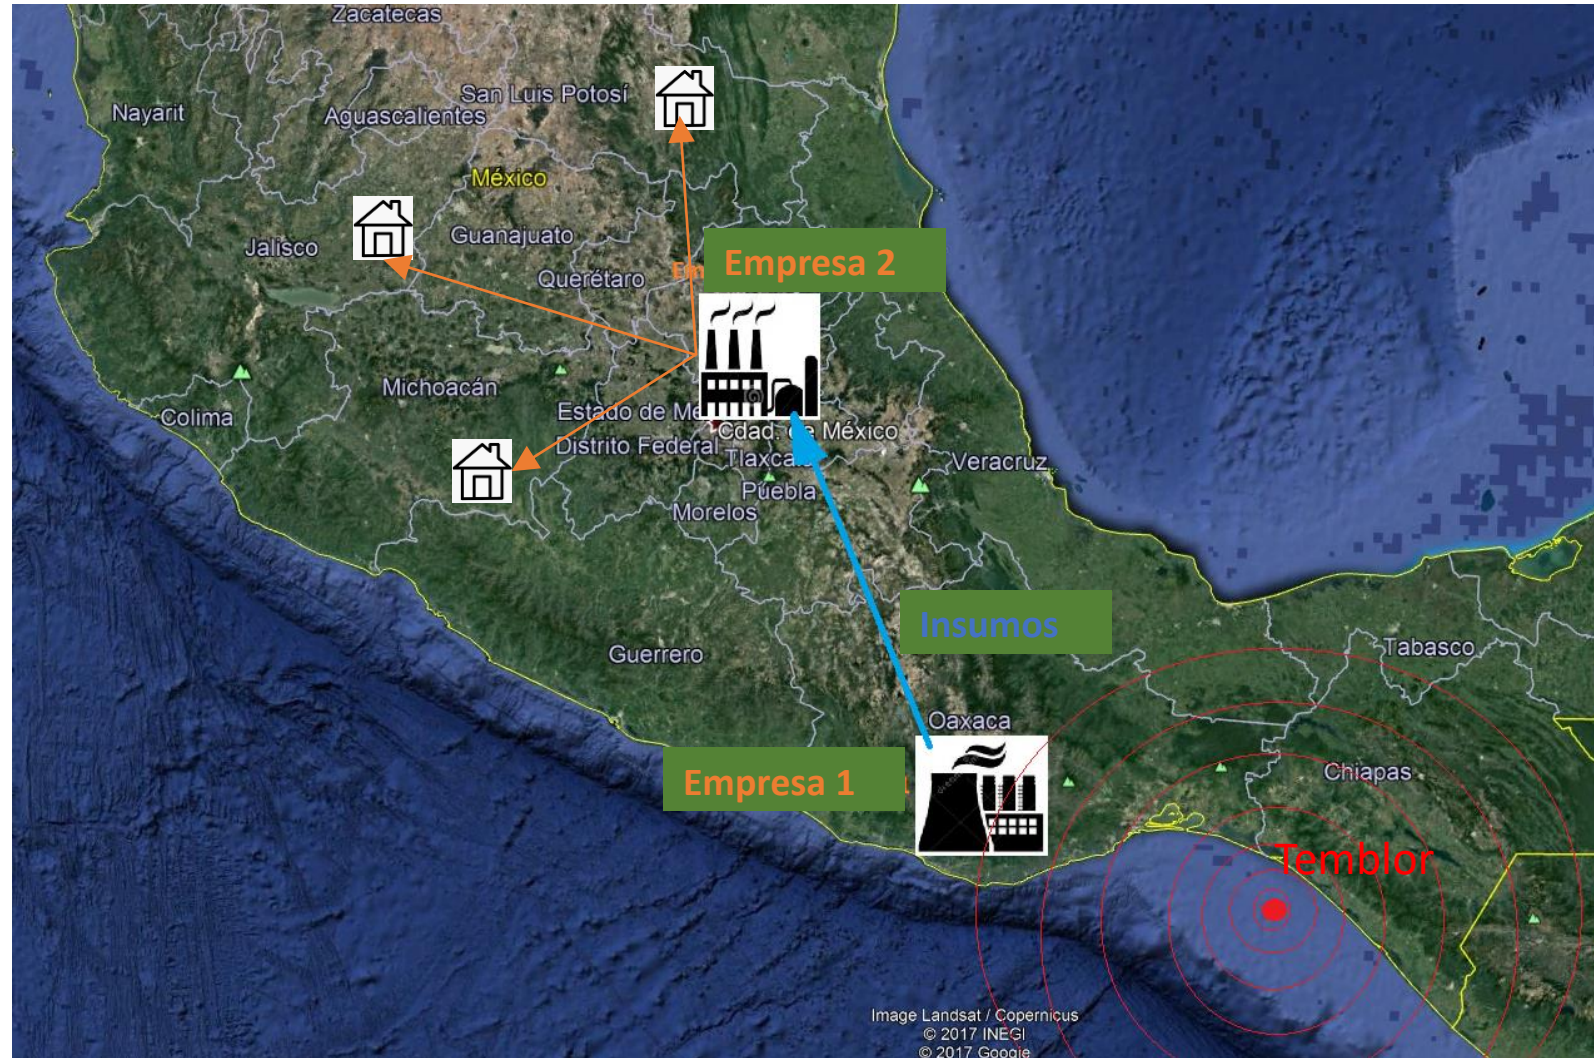 Zacatecas
San Luis Potosí
Nayarit
Aguascalientes
México
Jalisco
Guanajuato
Querétaro
Empresa 2
Michoacán
Colima
Estado de Mé
Cdad. de México
Distrito Federal
Tlaxcala
Veracruz
Puebla
Morelos
Insumos
Guerrero
Tabasco
Oaxaca
Empresa 1
Chiapas
Temblor
Image Landsat / Copernicus
© 2017 INEGI
© 2017 Google